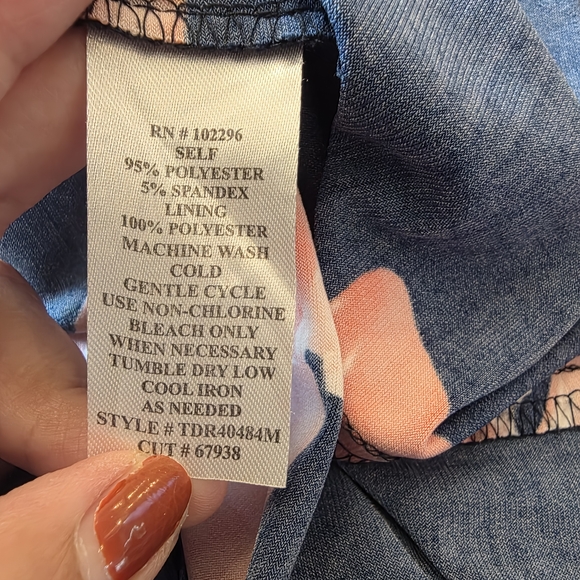 RN # 102296
SELF
95% POLYESTER
5% SPANDEX
LINING
100% POLYESTER
MACHINE WASH
COLD
GENTLE CYCLE
USE NON-CHLORINE
BLEACH ONLY
WHEN NECESSARY
TUMBLE DRY LOW
COOL IRON
AS NEEDED
STYLE # TDR40484M
CUT # 67938